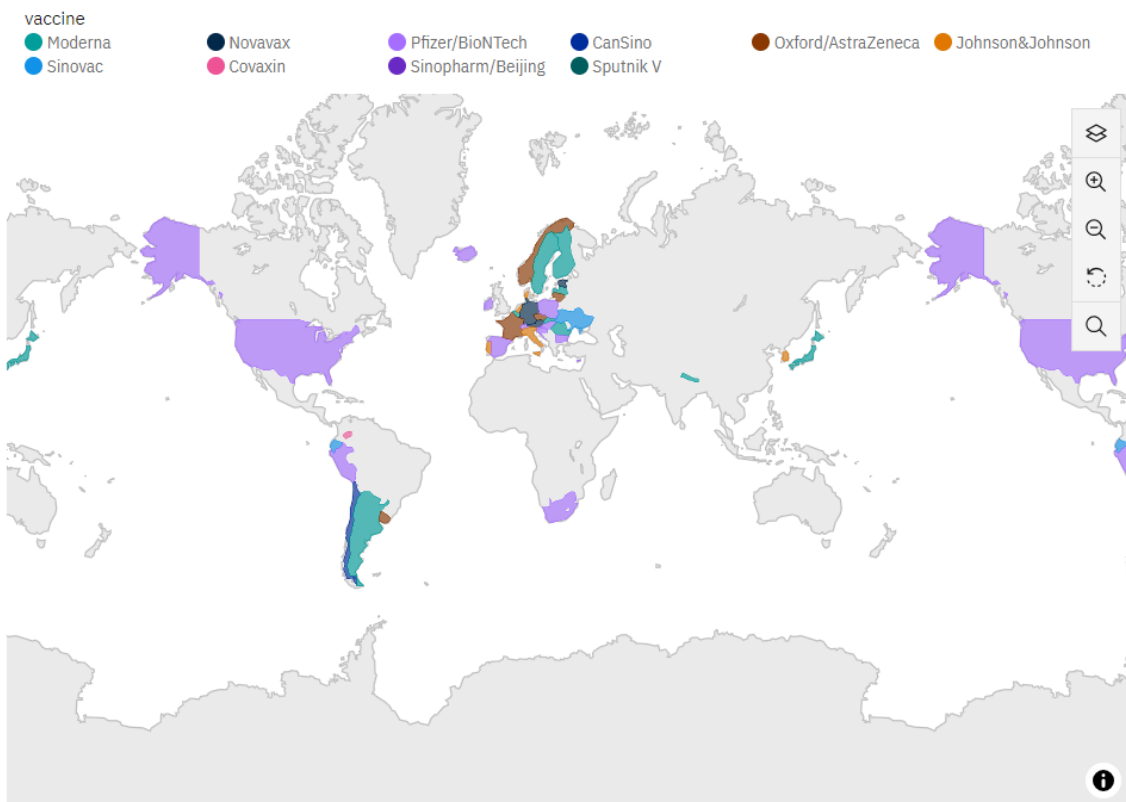 vaccine
Moderna Novavax Pfizer/BioNTech CanSino Oxford/AstraZeneca Johnson&Johnson
Sinovac Covaxin Sinopharm/Beijing Sputnik V